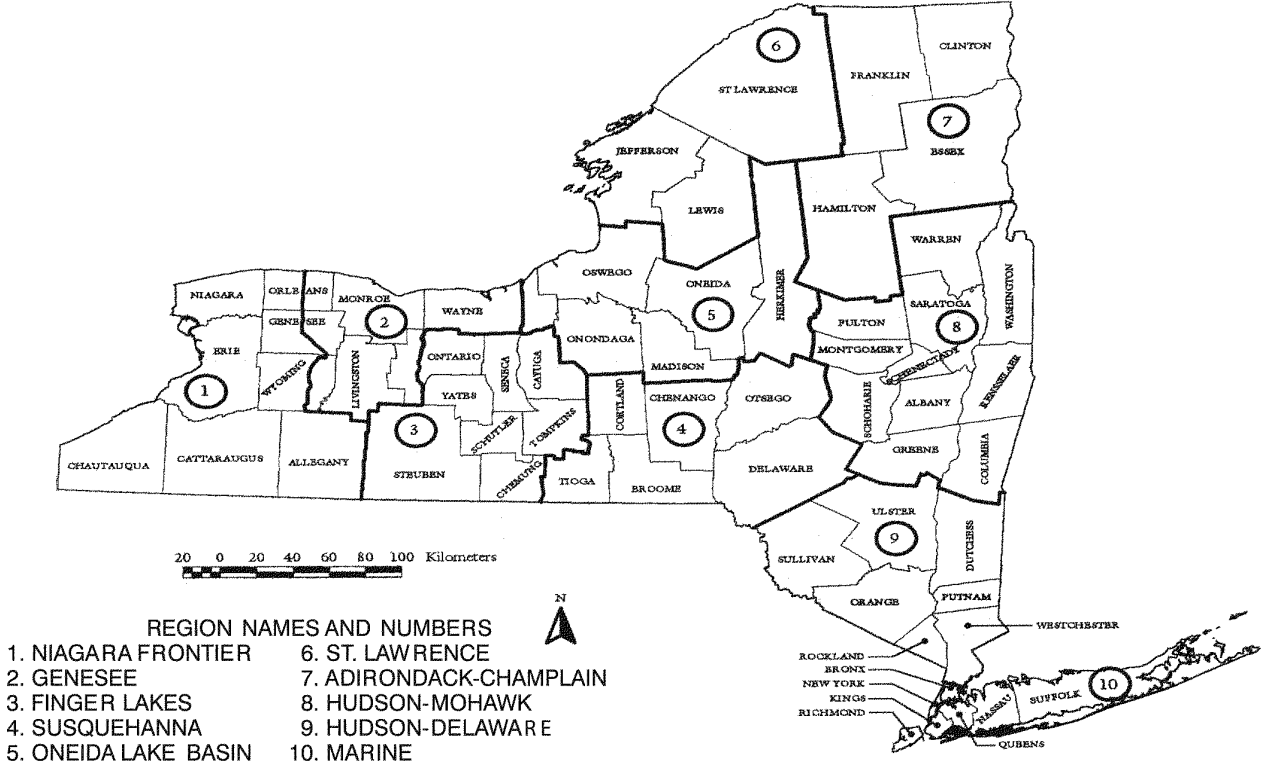 CLINTON
6
FRANKLIN
ST LAWRENCE
7
ESSEX
JEFFERSON
LEWIS
HAMILTON
WARREN
OSWEGO
ONEIDA
HERKIMER
WASHINGTON
NIAGARA
ORLEANS
MONROE
WAYNE
SARATOGA
2
5
8
GENESEE
FULTON
ERIE
ONONDAGA
MONTGOMERY
ONTARIO
SENECA
CAYUGA
MADISON
SCHENECTADY
RENSSELAER
WYOMING
LIVINGSTON
1
YATES
CORTLAND
CHENANGO
OTSEGO
SCHOHARIE
ALBANY
3
4
SCHUYLER
TOMPKINS
GREENE
COLUMBIA
CHAUTAUQUA
CATTARAUGUS
ALLEGANY
STEUBEN
CHEMUNG
TIOGA
BROOME
DELAWARE
ULSTER
9
DUTCHESS
SULLIVAN
20 0 20 40 60 80 100 Kilometers
ORANGE
PUTNAM
N
WESTCHESTER
ROCKLAND
BRONX
NEW YORK
KINGS
RICHMOND
NASSAU
SUFFOLK
10
QUEENS
REGION NAMES AND NUMBERS
1. NIAGARA FRONTIER
2. GENESEE
3. FINGER LAKES
4. SUSQUEHANNA
5. ONEIDA LAKE BASIN
6. ST. LAWRENCE
7. ADIRONDACK-CHAMPLAIN
8. HUDSON-MOHAWK
9. HUDSON-DELAWARE
10. MARINE